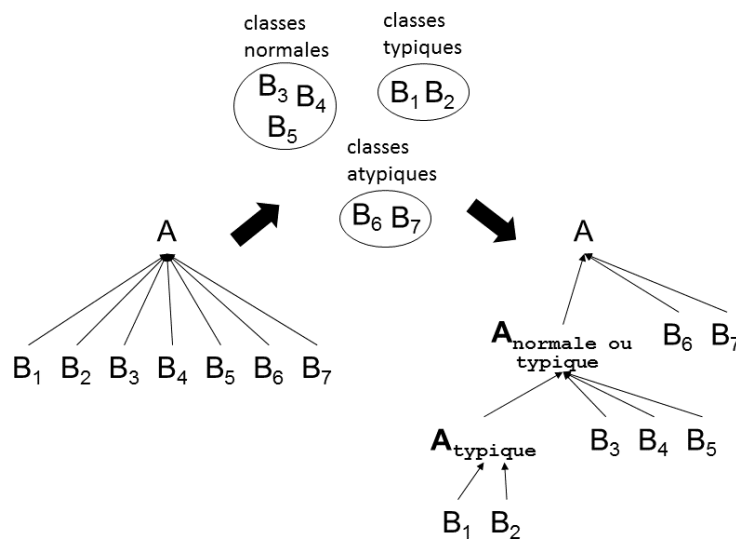 classes
normales
B3 B4
B5
classes
typiques
B1 B2
classes
atypiques
B6 B7
A
B1 B2 B3 B4 B5 B6 B7
A
Anormale ou
typique
B6 B7
Atypique
B3 B4 B5
B1 B2